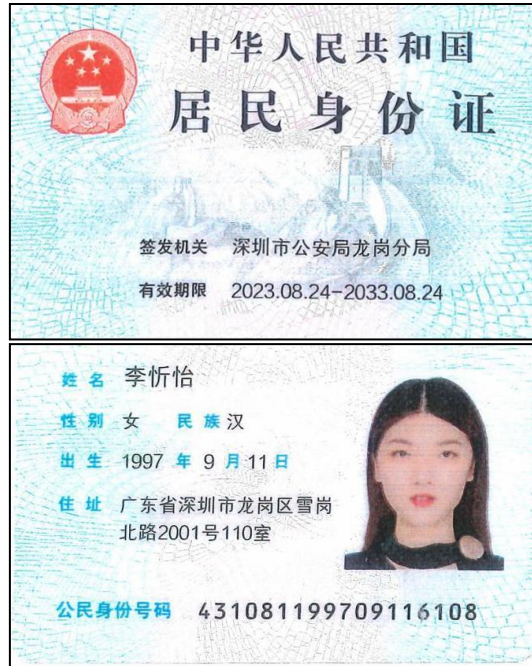 中华人民共和国
居民身份证
签发机关 深圳市公安局龙岗分局
有效期限 2023.08.24-2033.08.24
姓名 李忻怡
性别 女 民族 汉
出生 1997 年 9 月 11 日
住址 广东省深圳市龙岗区雪岗
北路2001号110室
公民身份号码 431081199709116108